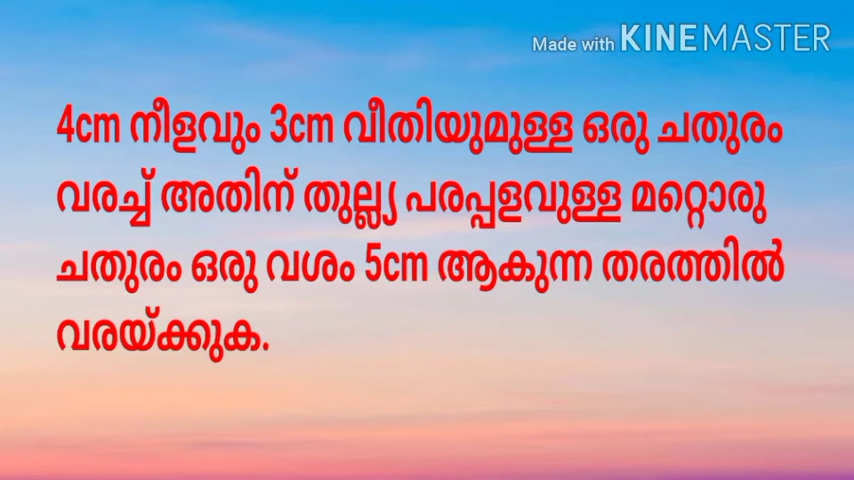 Made with KINEMASTER
4cm നീളവും 3cm വീതിയുമുള്ള ഒരു ചതുരം
വരച്ച് അതിന് തുല്ല്യ പരപ്പളവുള്ള മറ്റൊരു
ചതുരം ഒരു വശം 5cm ആകുന്ന തരത്തിൽ
വരയ്ക്കുക.